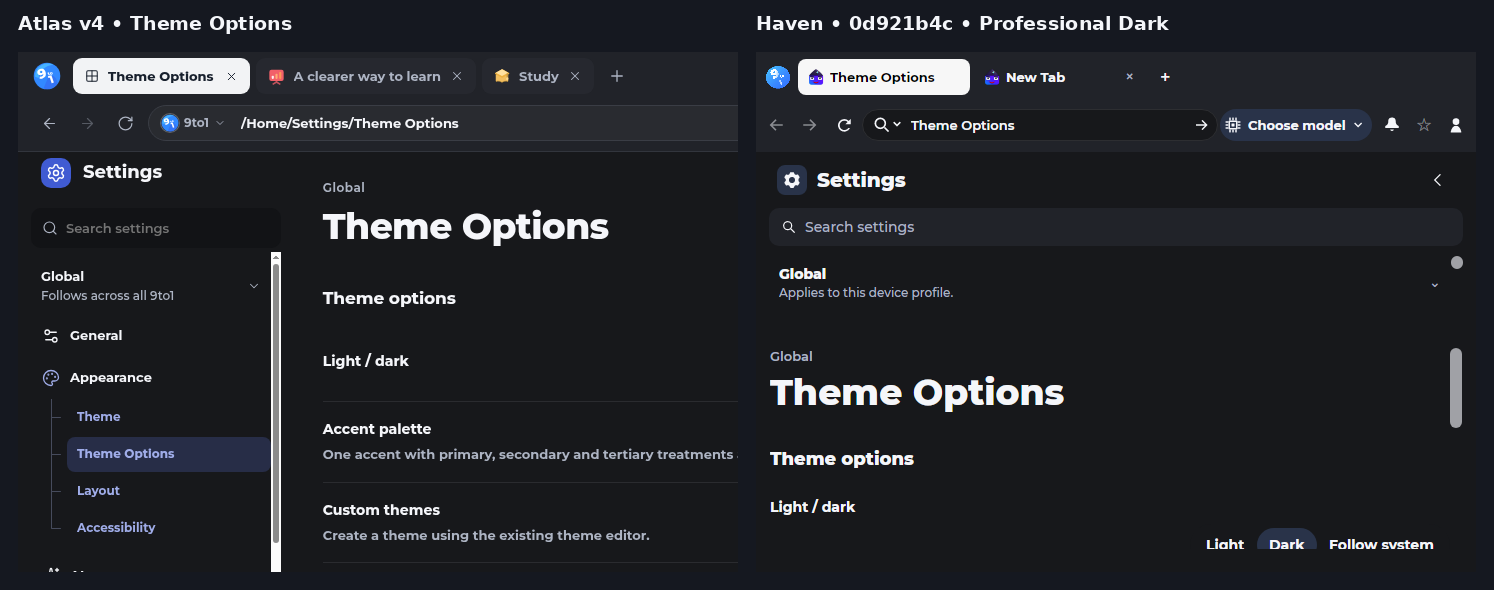 Atlas v4 • Theme Options
Theme Options
A clearer way to learn
Study
9to1
/Home/Settings/Theme Options
Settings
Search settings
Global
Follows across all 9to1
General
Appearance
Theme
Theme Options
Layout
Accessibility
Global
Theme Options
Theme options
Light / dark
Accent palette
One accent with primary, secondary and tertiary treatments
Custom themes
Create a theme using the existing theme editor.
Haven • 0d921b4c • Professional Dark
Theme Options
New Tab
Theme Options
Choose model
Settings
Search settings
Global
Applies to this device profile.
Global
Theme Options
Theme options
Light / dark
Light Dark Follow system